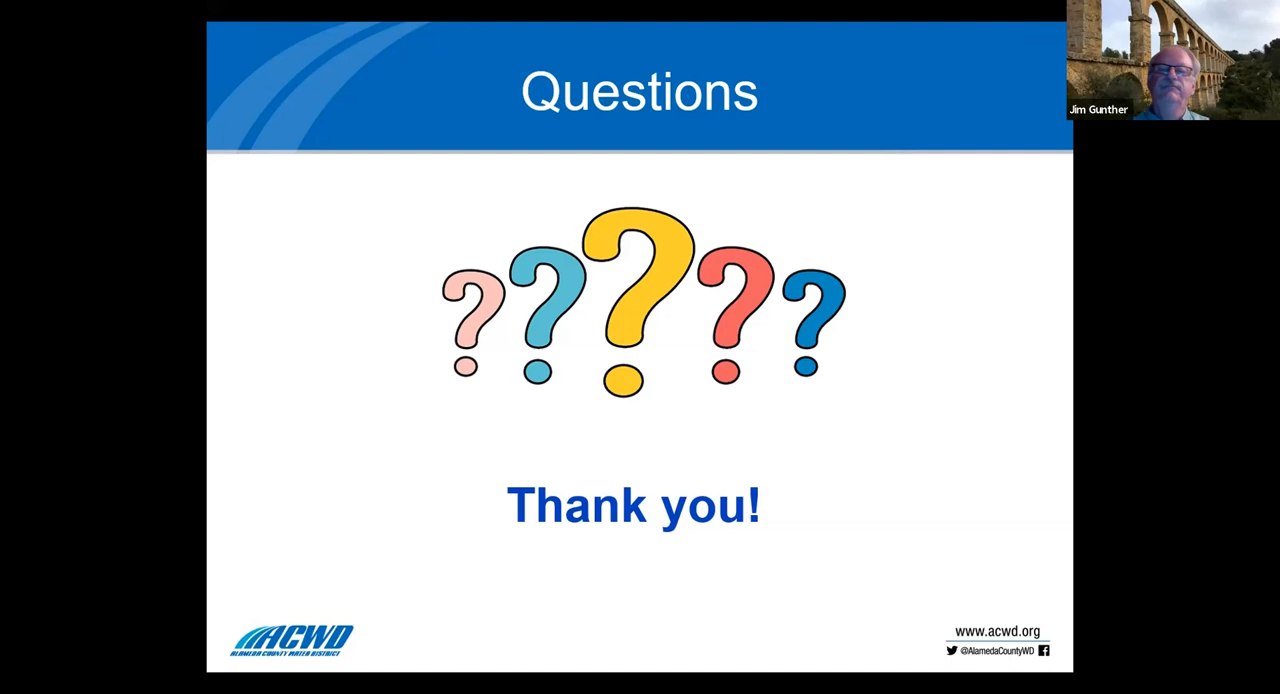 Questions
Jim Gunther
? ? ? ? ?
Thank you!
ACWD
ALAMEDA COUNTY WATER DISTRICT
www.acwd.org
@AlamedaCountyWD